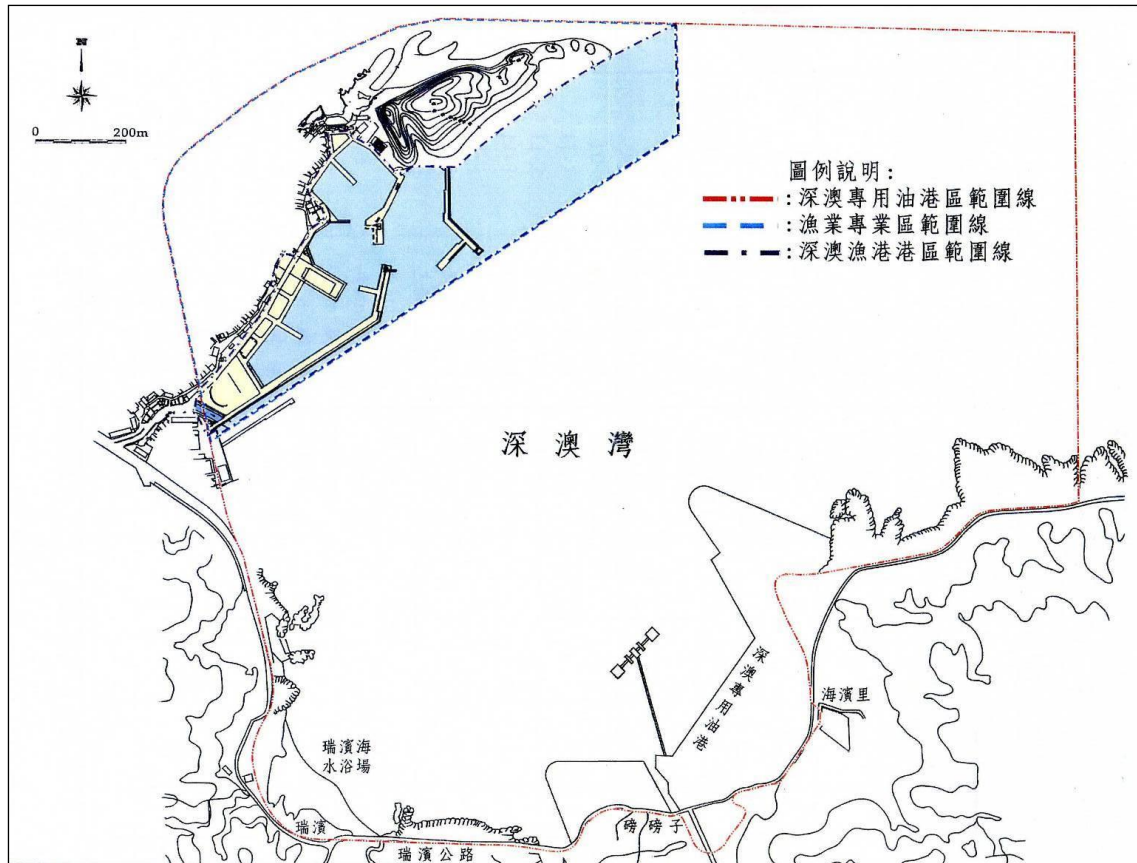 N
0 200m
圖例說明:
:深澳專用油港區範圍線
:漁業專業區範圍線
:深澳漁港港區範圍線
深澳灣
深澳專用油港
海濱里
瑞濱海
水浴場
瑞濱
磅磅子
瑞濱公路